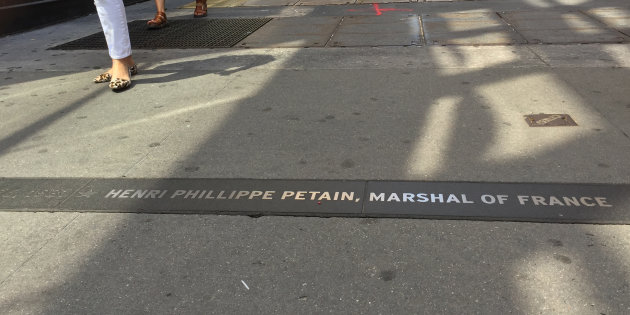 HENRI PHILLIPPE PETAIN, MARSHAL OF FRANCE